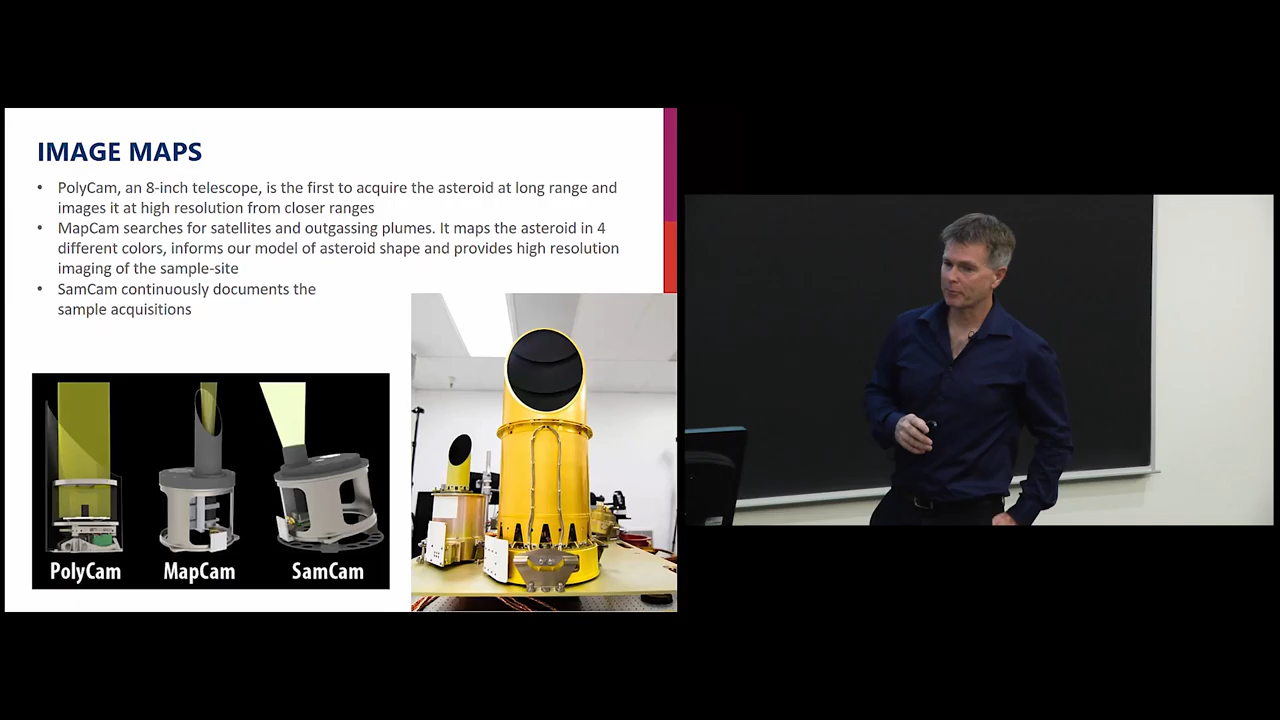 IMAGE MAPS
• PolyCam, an 8-inch telescope, is the first to acquire the asteroid at long range and
images it at high resolution from closer ranges
• MapCam searches for satellites and outgassing plumes. It maps the asteroid in 4
different colors, informs our model of asteroid shape and provides high resolution
imaging of the sample-site
• SamCam continuously documents the
sample acquisitions
PolyCam MapCam SamCam